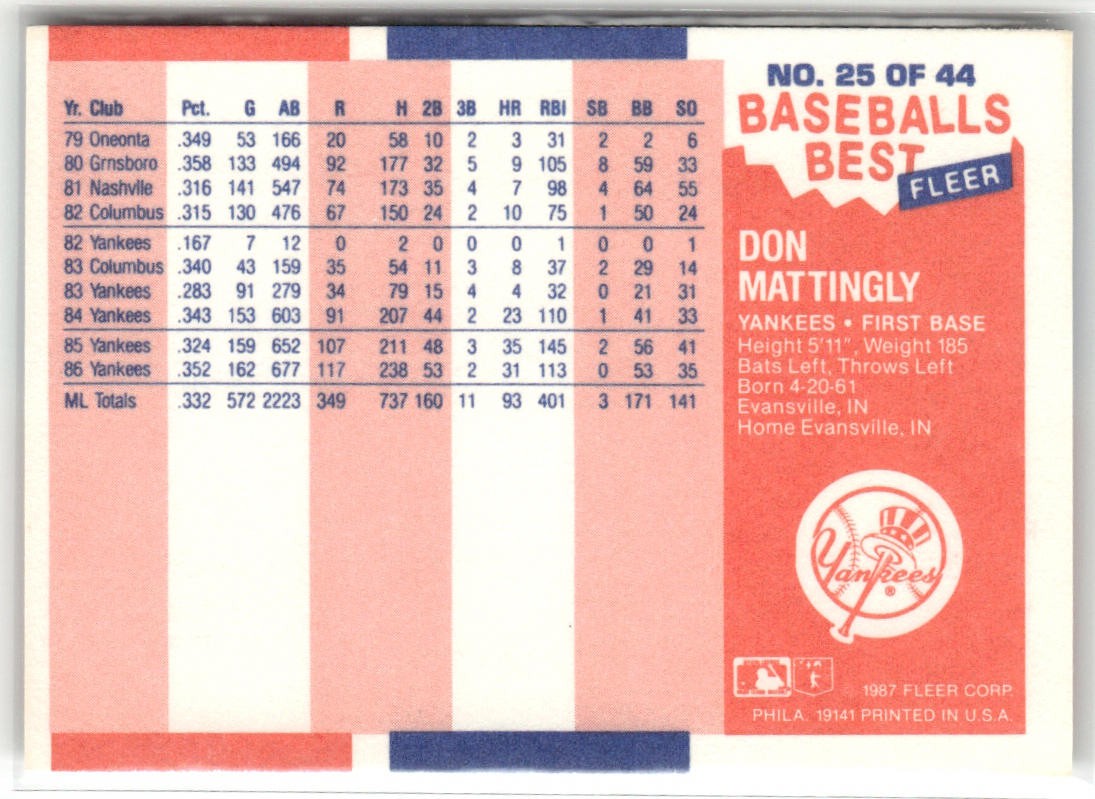 Yr. Club Pct. G AB R H 2B 3B HR RBI SB BB SO
79 Oneonta .349 53 166 20 58 10 2 3 31 2 2 6
80 Grnsboro .358 133 494 92 177 32 5 9 105 8 59 33
81 Nashvlle .316 141 547 74 173 35 4 7 98 4 64 55
82 Columbus .315 130 476 67 150 24 2 10 75 1 50 24
82 Yankees .167 7 12 0 2 0 0 0 1 0 0 1
83 Columbus .340 43 159 35 54 11 3 8 37 2 29 14
83 Yankees .283 91 279 34 79 15 4 4 32 0 21 31
84 Yankees .343 153 603 91 207 44 2 23 110 1 41 33
85 Yankees .324 159 652 107 211 48 3 35 145 2 56 41
86 Yankees .352 162 677 117 238 53 2 31 113 0 53 35
ML Totals .332 572 2223 349 737 160 11 93 401 3 171 141
NO. 25 OF 44
BASEBALLS
BEST
FLEER
DON
MATTINGLY
YANKEES • FIRST BASE
Height 5'11", Weight 185
Bats Left, Throws Left
Born 4-20-61
Evansville, IN
Home Evansville, IN
Yankees
®
1987 FLEER CORP.
PHILA. 19141 PRINTED IN U.S.A.